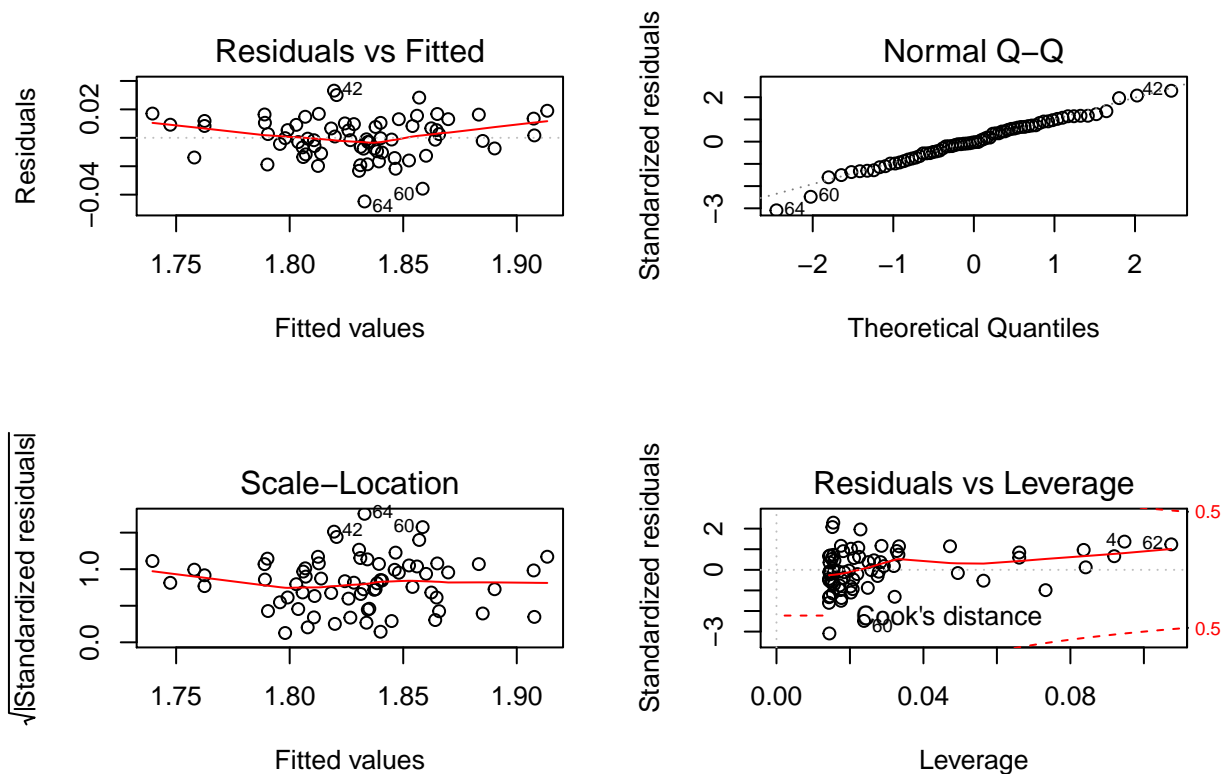 Residuals vs Fitted
Residuals
0.02
−0.04
42
60
64
1.75 1.80 1.85 1.90
Fitted values
Normal Q−Q
Standardized residuals
2
0
−3
42
60
64
−2 −1 0 1 2
Theoretical Quantiles
Scale−Location
√|Standardized residuals|
1.0
0.0
64
42
60
1.75 1.80 1.85 1.90
Fitted values
Residuals vs Leverage
Standardized residuals
2
0
−3
0.5
4
62
Cook's distance
60
0.5
0.00 0.04 0.08
Leverage